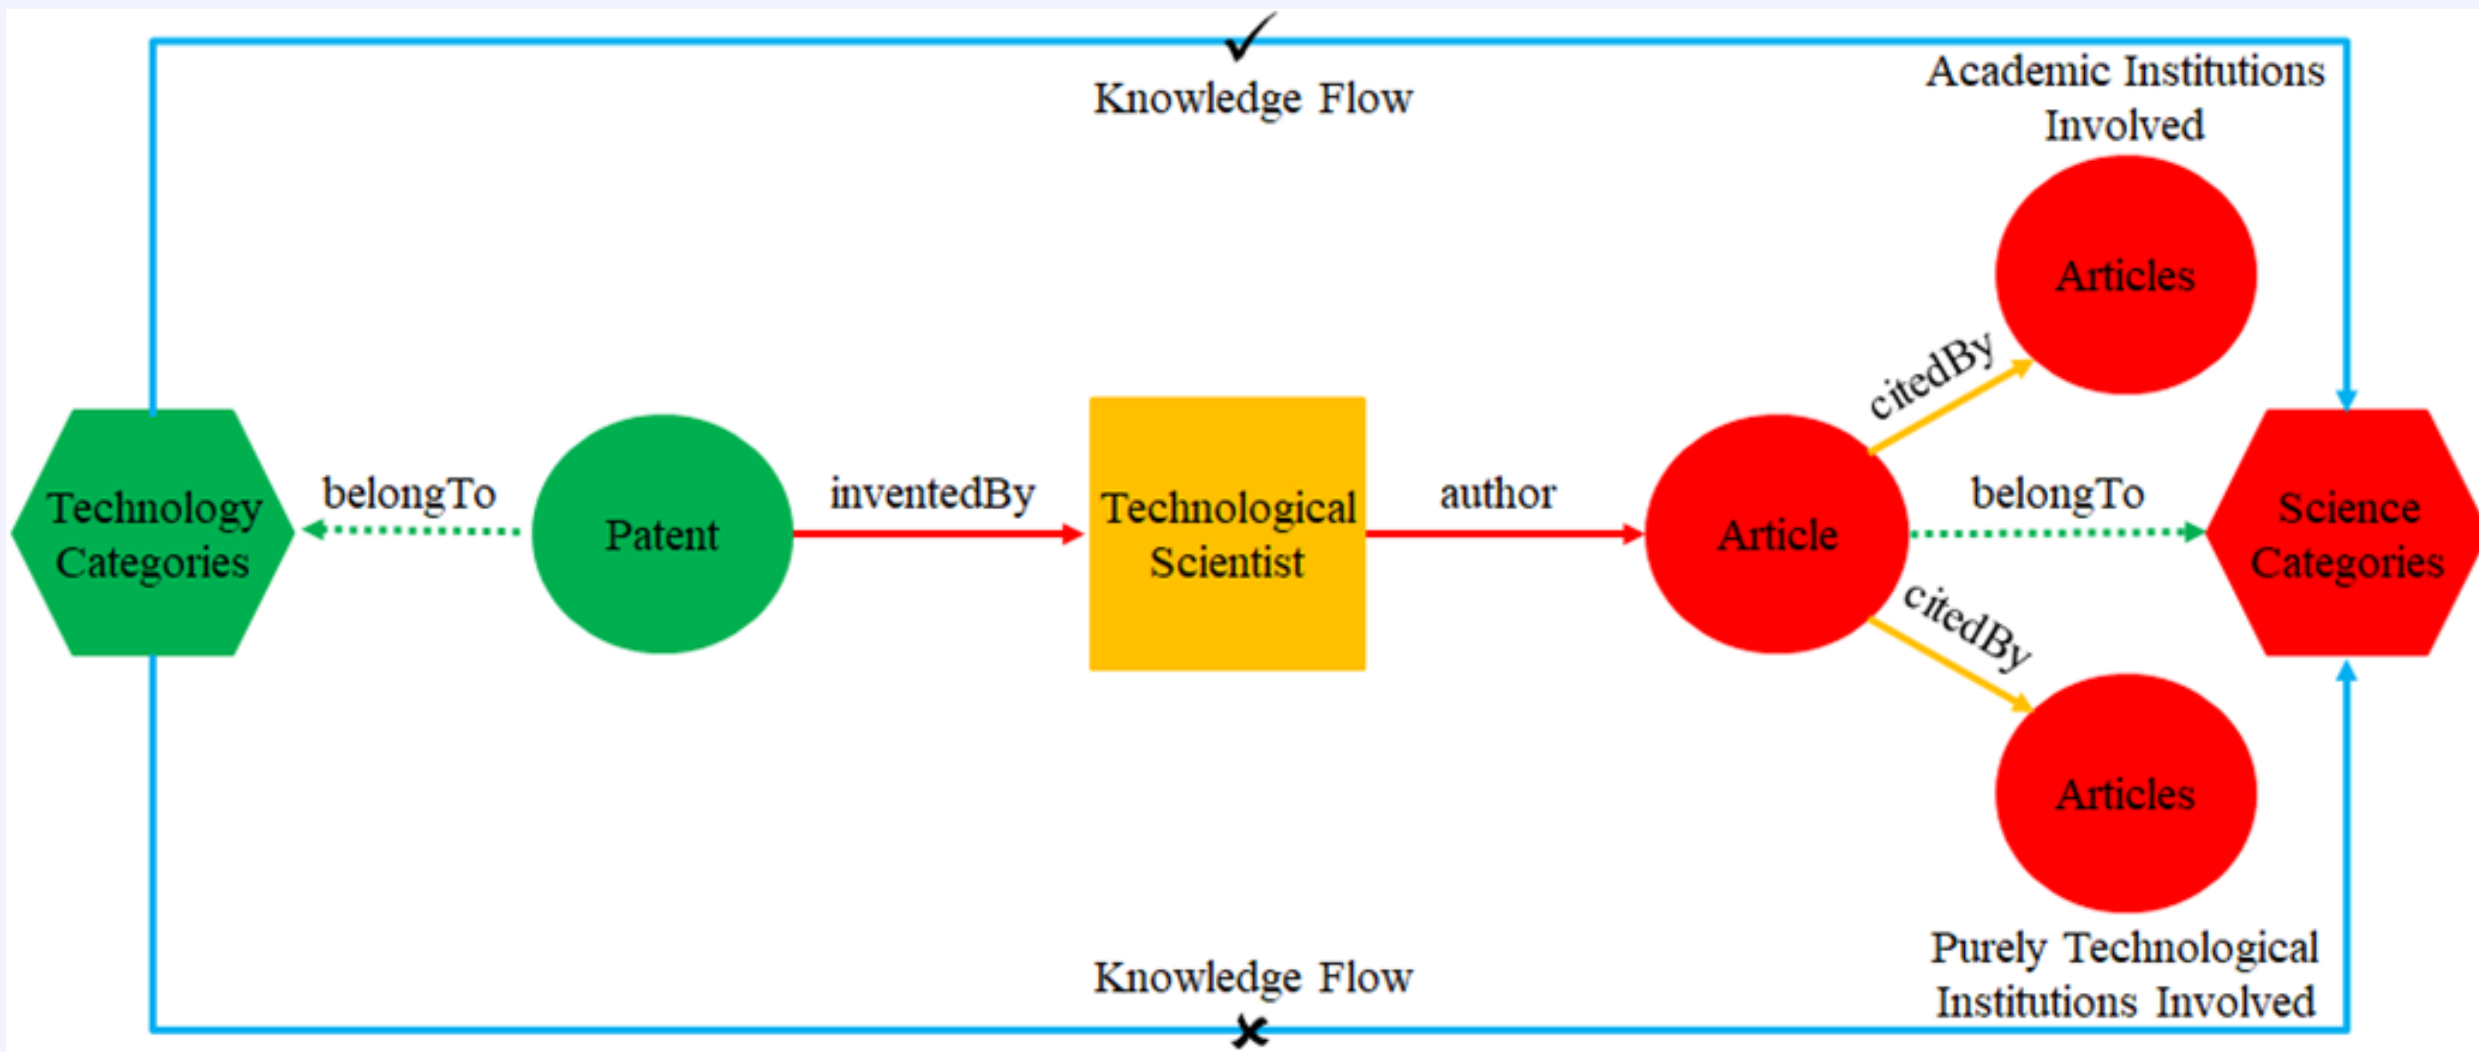 ✓
Knowledge Flow
Academic Institutions
Involved
Articles
citedBy
Technology
Categories
belongTo
Patent
inventedBy
Technological
Scientist
author
Article
belongTo
Science
Categories
citedBy
Articles
Purely Technological
Institutions Involved
Knowledge Flow
✘